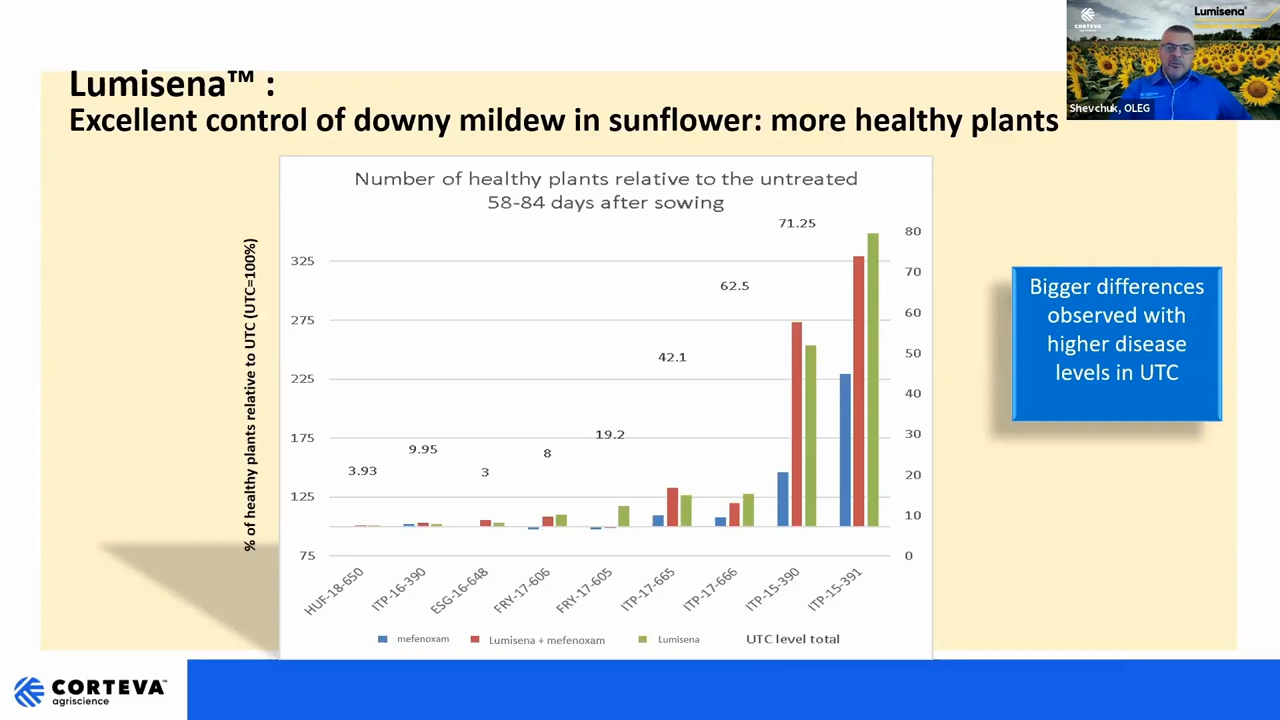 Lumisena™ :
Excellent control of downy mildew in sunflower: more healthy plants
CORTEVA
agriscience
Lumisena
Shevchuk, OLEG
Number of healthy plants relative to the untreated
58-84 days after sowing
% of healthy plants relative to UTC (UTC=100%)
325
275
225
175
125
75
3.93
9.95
3
8
19.2
42.1
62.5
71.25
80
70
60
50
40
30
20
10
0
HUF-18-650
ITP-16-390
ESG-16-648
FRY-17-606
FRY-17-605
ITP-17-665
ITP-17-666
ITP-15-390
ITP-15-391
mefenoxam
Lumisena + mefenoxam
Lumisena
UTC level total
Bigger differences
observed with
higher disease
levels in UTC
CORTEVA™
agriscience